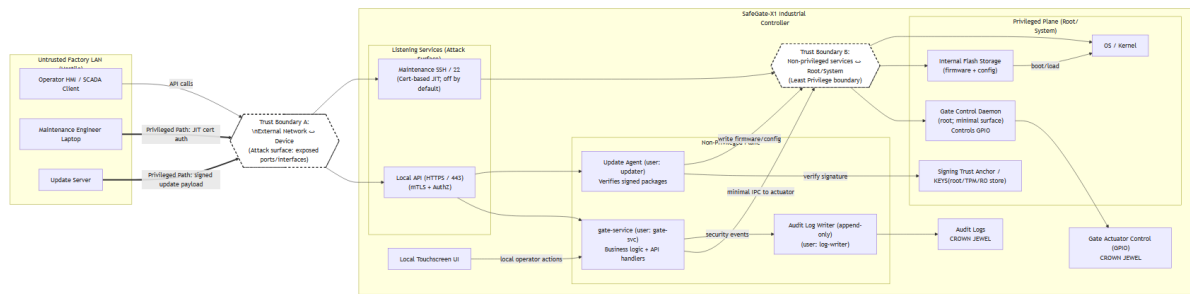 SafeGate-X1 Industrial
Controller
Untrusted Factory LAN
Operator HMI / SCADA
Client
Maintenance Engineer
Laptop
Update Server
API calls
Privileged Path: JIT cert
auth
Privileged Path: signed
update payload
Trust Boundary A:
\nExternal Network ↔
Device
(Attack surface: exposed
ports/interfaces)
Listening Services (Attack
Surface)
Maintenance SSH / 22
(Cert-based JIT; off by
default)
Local API (HTTPS / 443)
(mTLS + AuthZ)
Local Touchscreen UI
local operator actions
Update Agent (user:
updater)
Verifies signed packages
gate-service (user: gate-
svc)
Business logic + API
handlers
write firmware/config
verify signature
minimal IPC to actuator
security events
Audit Log Writer (append-
only)
(user: log-writer)
Trust Boundary B:
Non-privileged services ↔
Root/System
(Least Privilege boundary)
Privileged Plane (Root/
System)
OS / Kernel
Internal Flash Storage
(firmware + config)
boot/load
Gate Control Daemon
(root; minimal surface)
Controls GPIO
Signing Trust Anchor /
KEYS(root/TPM/RO store)
Audit Logs
CROWN JEWEL
Gate Actuator Control
(GPIO)
CROWN JEWEL